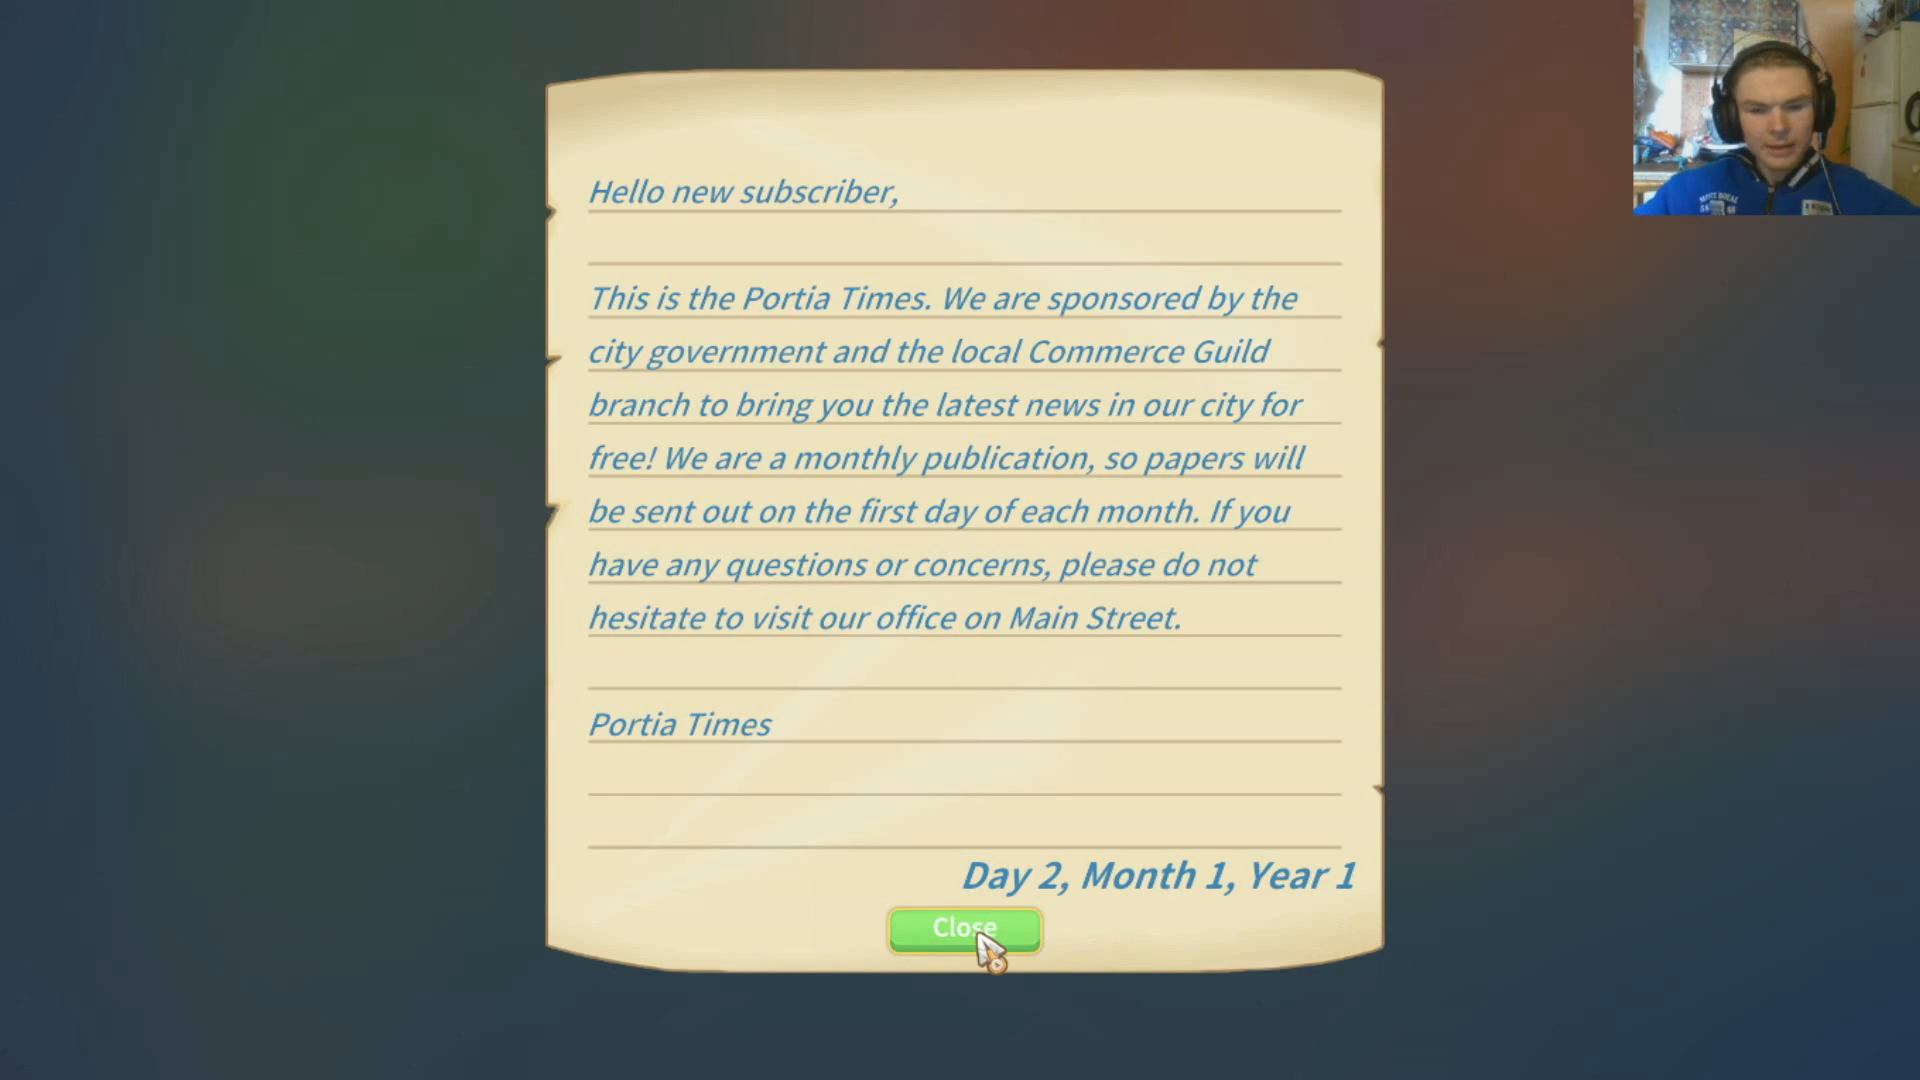 Hello new subscriber,
This is the Portia Times. We are sponsored by the
city government and the local Commerce Guild
branch to bring you the latest news in our city for
free! We are a monthly publication, so papers will
be sent out on the first day of each month. If you
have any questions or concerns, please do not
hesitate to visit our office on Main Street.
Portia Times
Day 2, Month 1, Year 1
Close